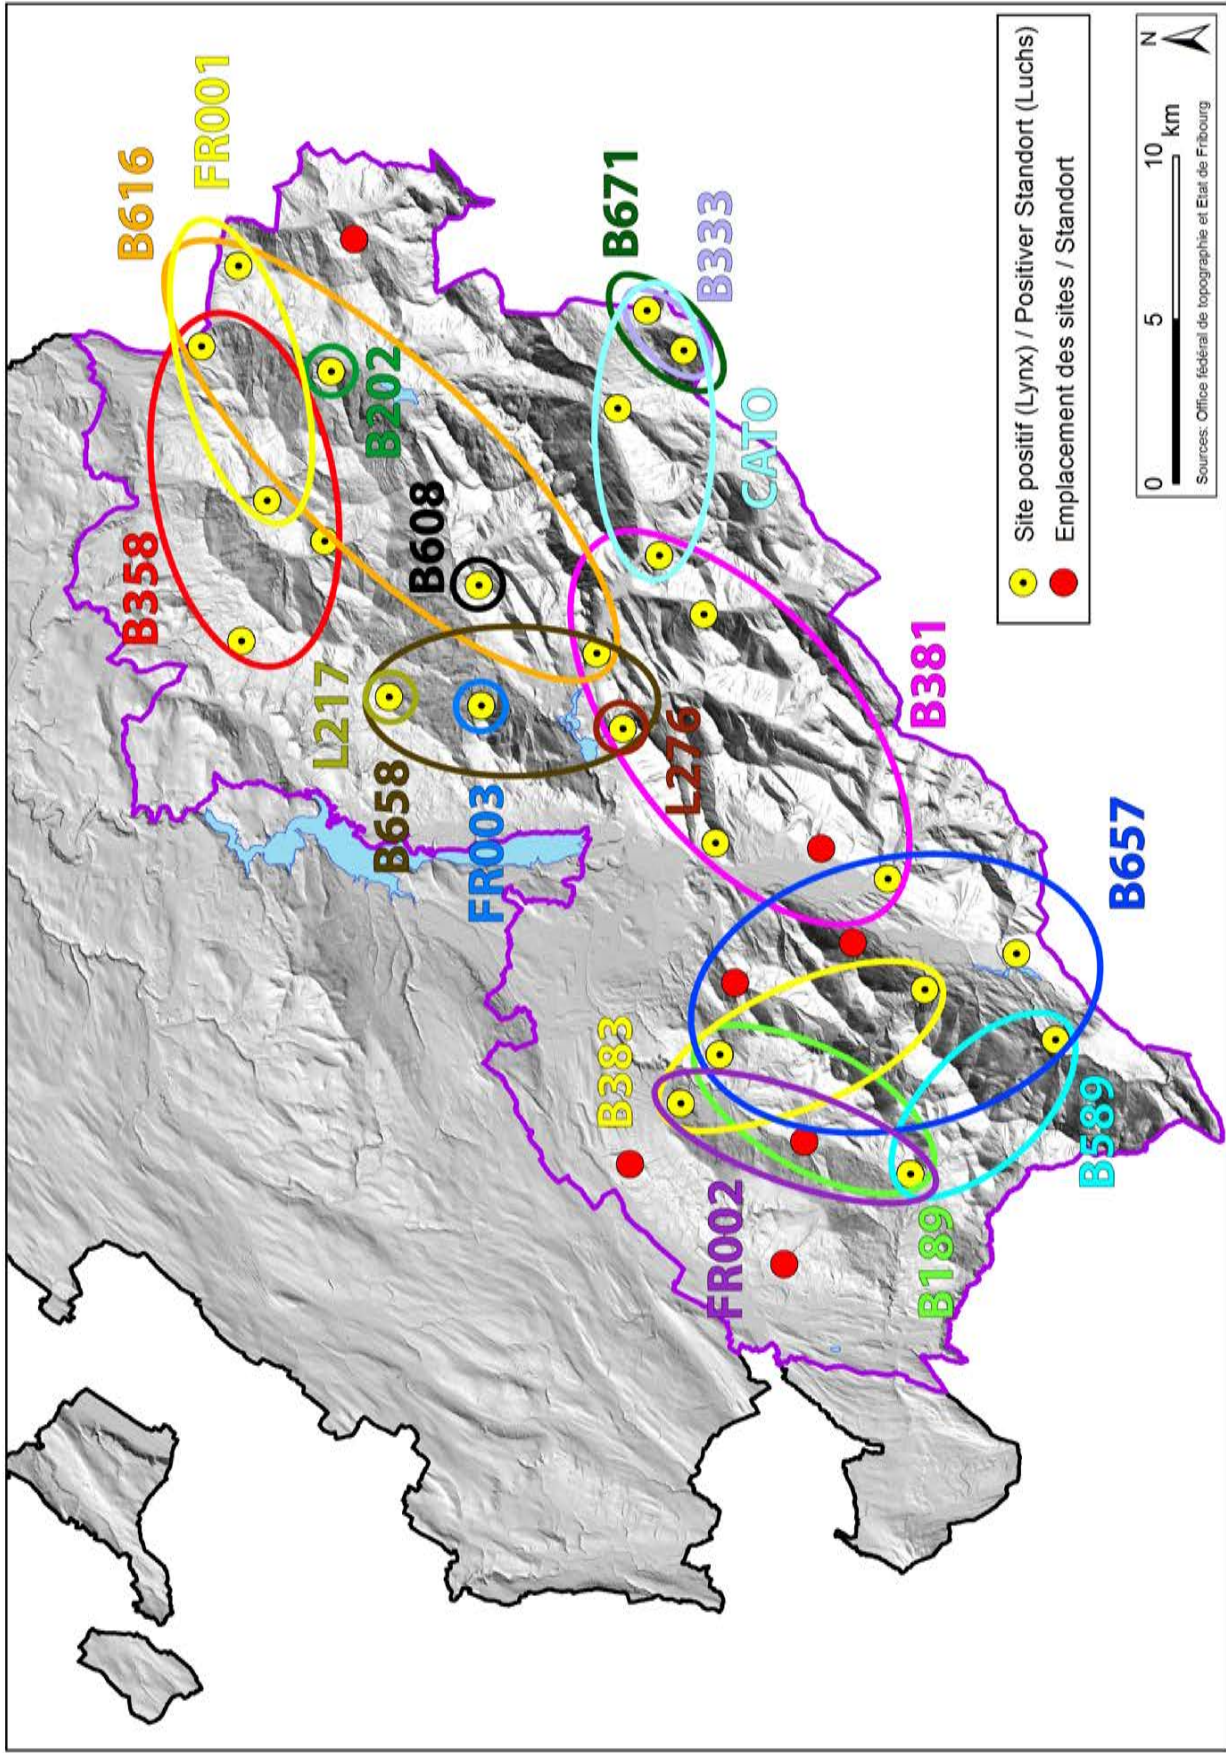 B616
FR001
B358
B202
B671
B333
L217
B608
CATO
B658
FR003
L276
B381
B383
B657
FR002
B189
B589
Site positif (Lynx) / Positiver Standort (Luchs)
Emplacement des sites / Standort
0 5 10
km
N
Sources: Office fédéral de topographie et Etat de Fribourg